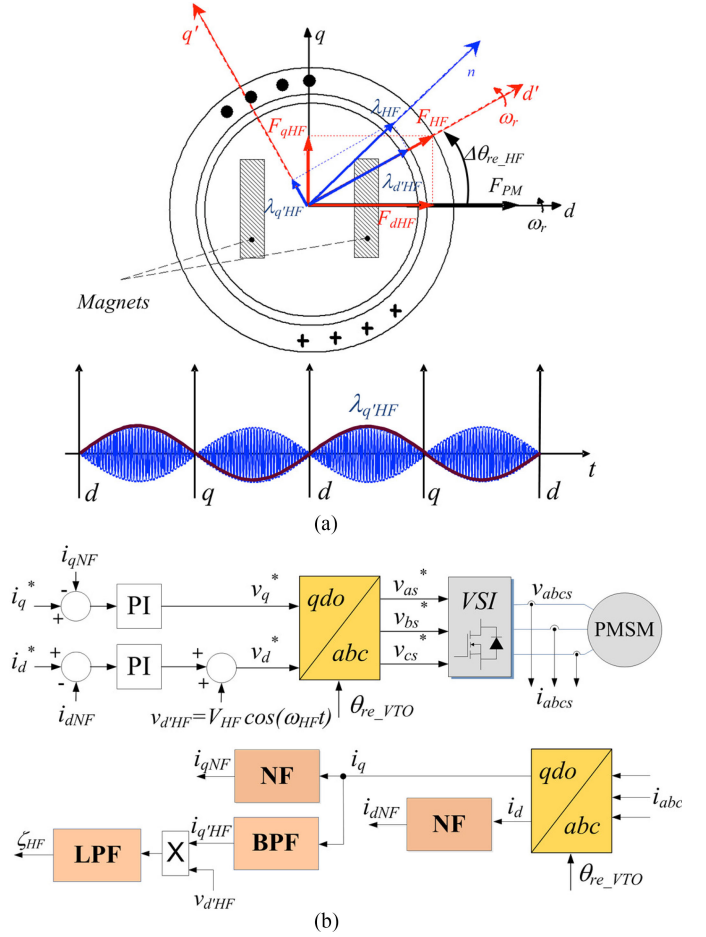 q' q n d'
λHF FHF ωr
FqHF Δθre_HF
λd'HF FPM
λq'HF FdHF d
ωr
Magnets
+ + + +
λq'HF
d q d q d t
(a)
iqNF
iq* - + PI vq* qdo vas* VSI vabcs
vbs* PMSM
id* + - PI + + vd* abc vcs*
idNF vd'HF=VHF cos(ωHFt) θre_VTO iabcs
iqNF NF iq qdo
idNF NF id iabc
ζHF LPF X iq'HF BPF abc
vd'HF θre_VTO
(b)